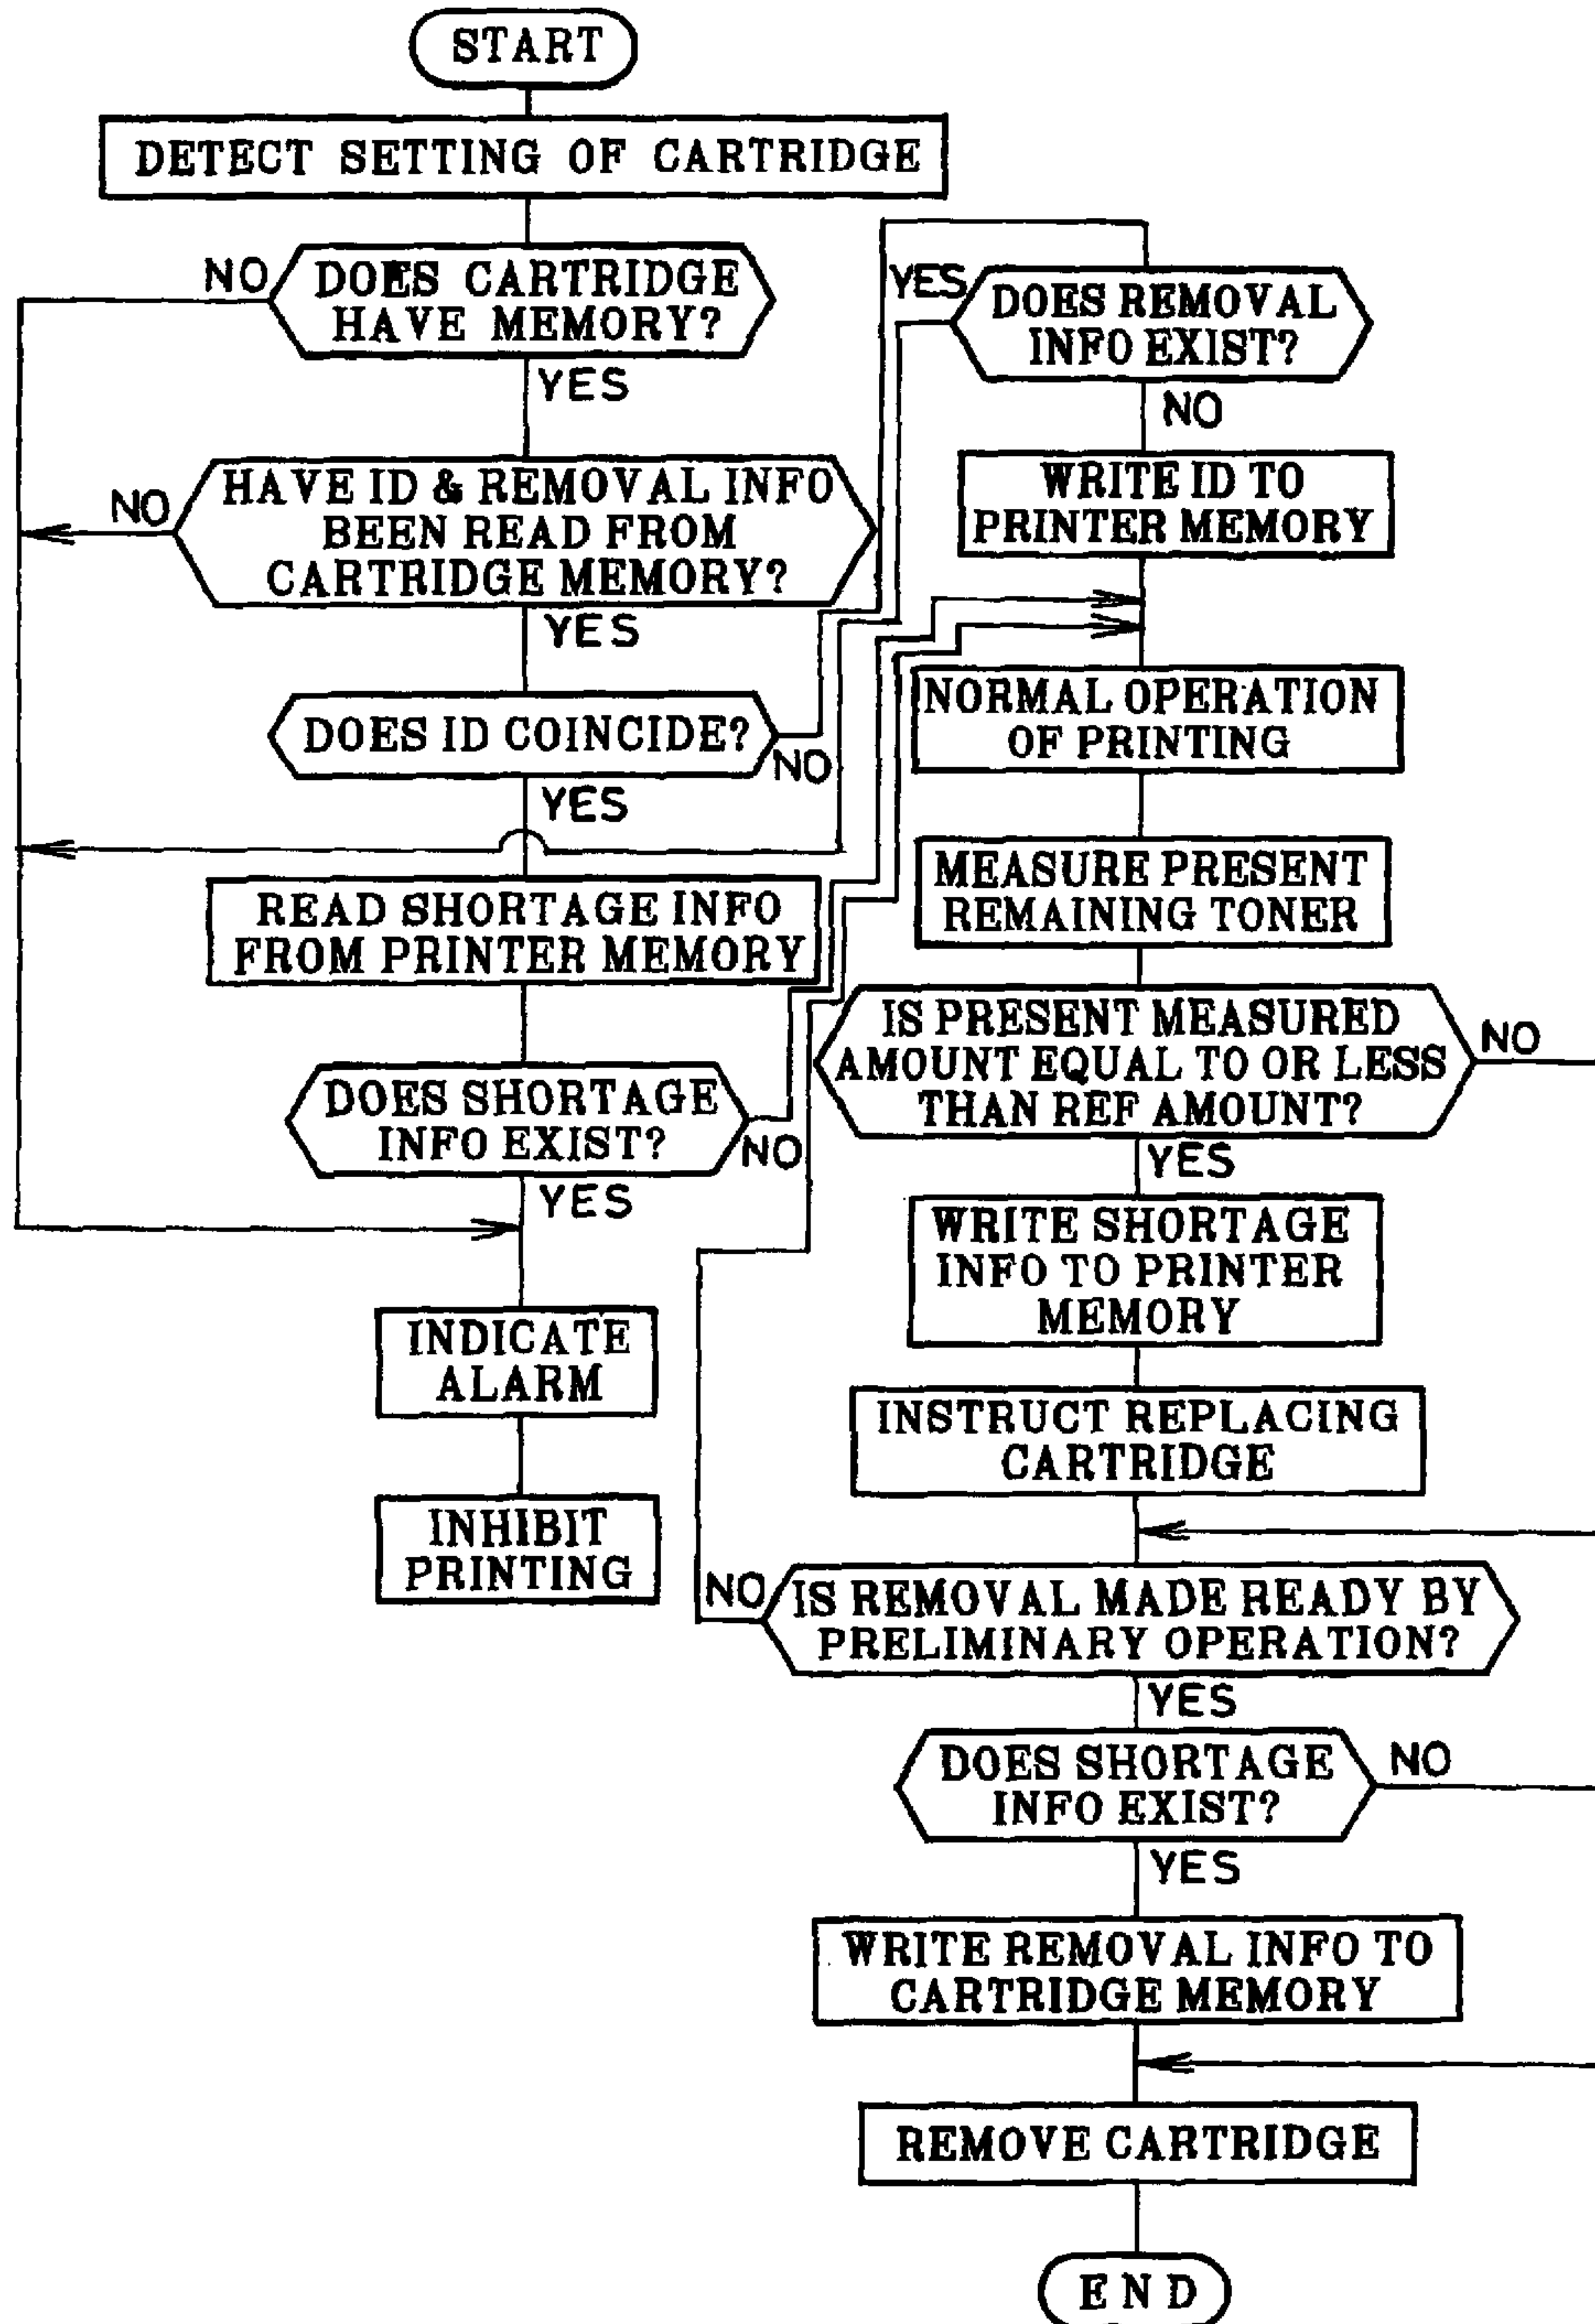 START
DETECT SETTING OF CARTRIDGE
NO
DOES CARTRIDGE
HAVE MEMORY?
YES
NO
HAVE ID & REMOVAL INFO
BEEN READ FROM
CARTRIDGE MEMORY?
YES
DOES ID COINCIDE?
NO
YES
READ SHORTAGE INFO
FROM PRINTER MEMORY
DOES SHORTAGE
INFO EXIST?
NO
YES
INDICATE
ALARM
INHIBIT
PRINTING
YES
DOES REMOVAL
INFO EXIST?
NO
WRITE ID TO
PRINTER MEMORY
NORMAL OPERATION
OF PRINTING
MEASURE PRESENT
REMAINING TONER
IS PRESENT MEASURED
AMOUNT EQUAL TO OR LESS
THAN REF AMOUNT?
NO
YES
WRITE SHORTAGE
INFO TO PRINTER
MEMORY
INSTRUCT REPLACING
CARTRIDGE
NO
IS REMOVAL MADE READY BY
PRELIMINARY OPERATION?
YES
DOES SHORTAGE
INFO EXIST?
NO
YES
WRITE REMOVAL INFO TO
CARTRIDGE MEMORY
REMOVE CARTRIDGE
END